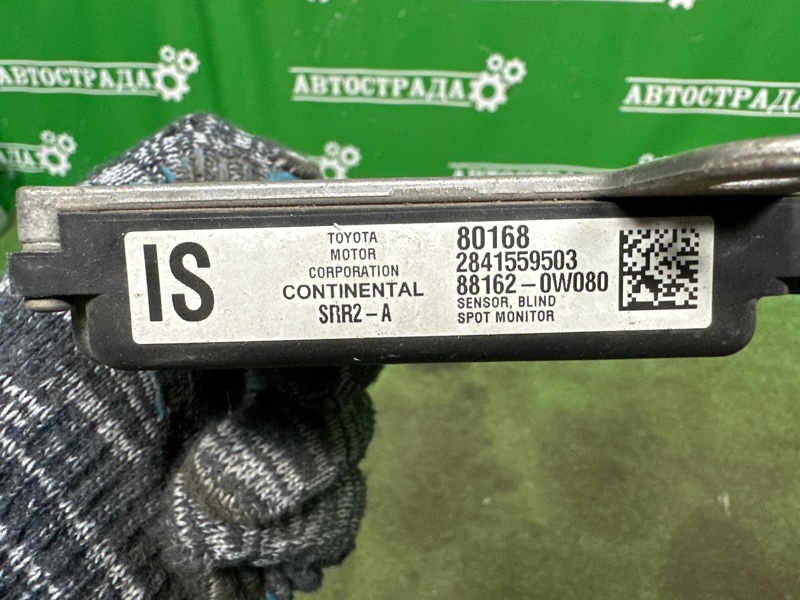 АВТОСТРАДА
АВТОСТРАДА
АВТОСТРАДА
IS
TOYOTA
MOTOR
CORPORATION
CONTINENTAL
SRR2-A
80168
2841559503
88162-0W080
SENSOR, BLIND
SPOT MONITOR